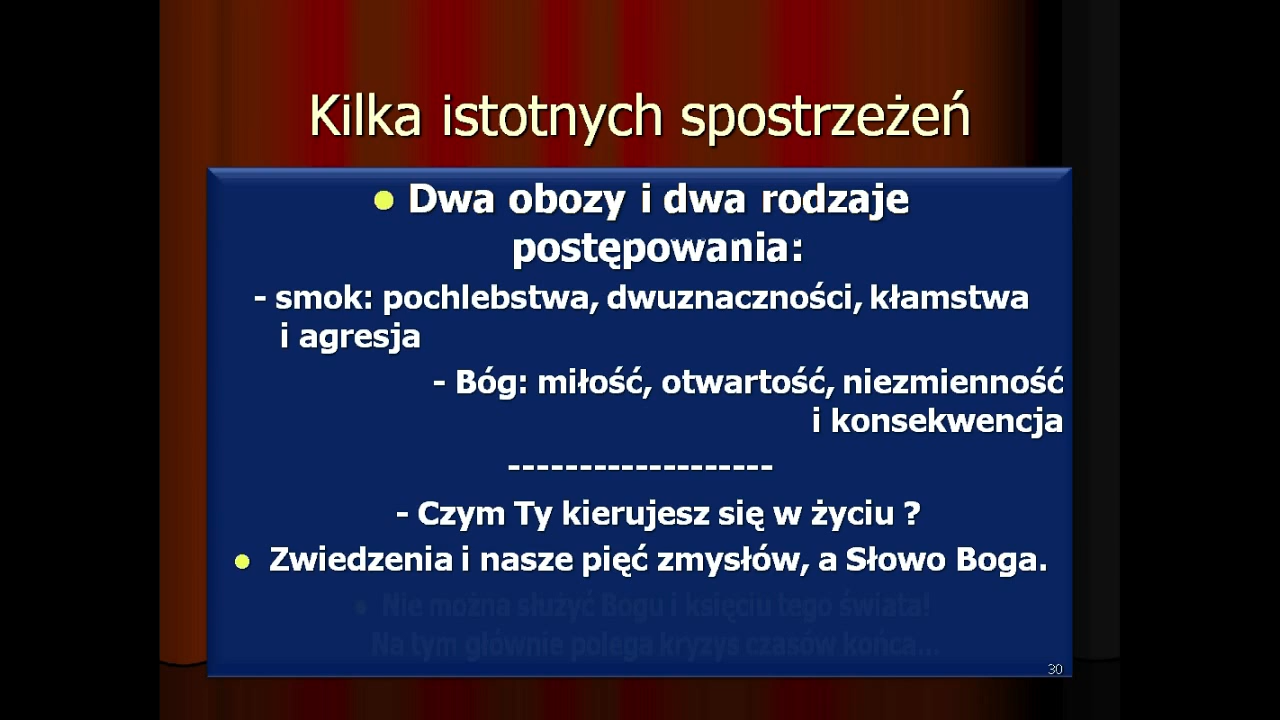 Kilka istotnych spostrzeżeń
● Dwa obozy i dwa rodzaje
postępowania:
- smok: pochlebstwa, dwuznaczności, kłamstwa
i agresja
- Bóg: miłość, otwartość, niezmienność
i konsekwencja
-------------------
- Czym Ty kierujesz się w życiu ?
● Zwiedzenia i nasze pięć zmysłów, a Słowo Boga.
● Nie można służyć Bogu i księciu tego świata!
Na tym głównie polega kryzys czasów końca...
30